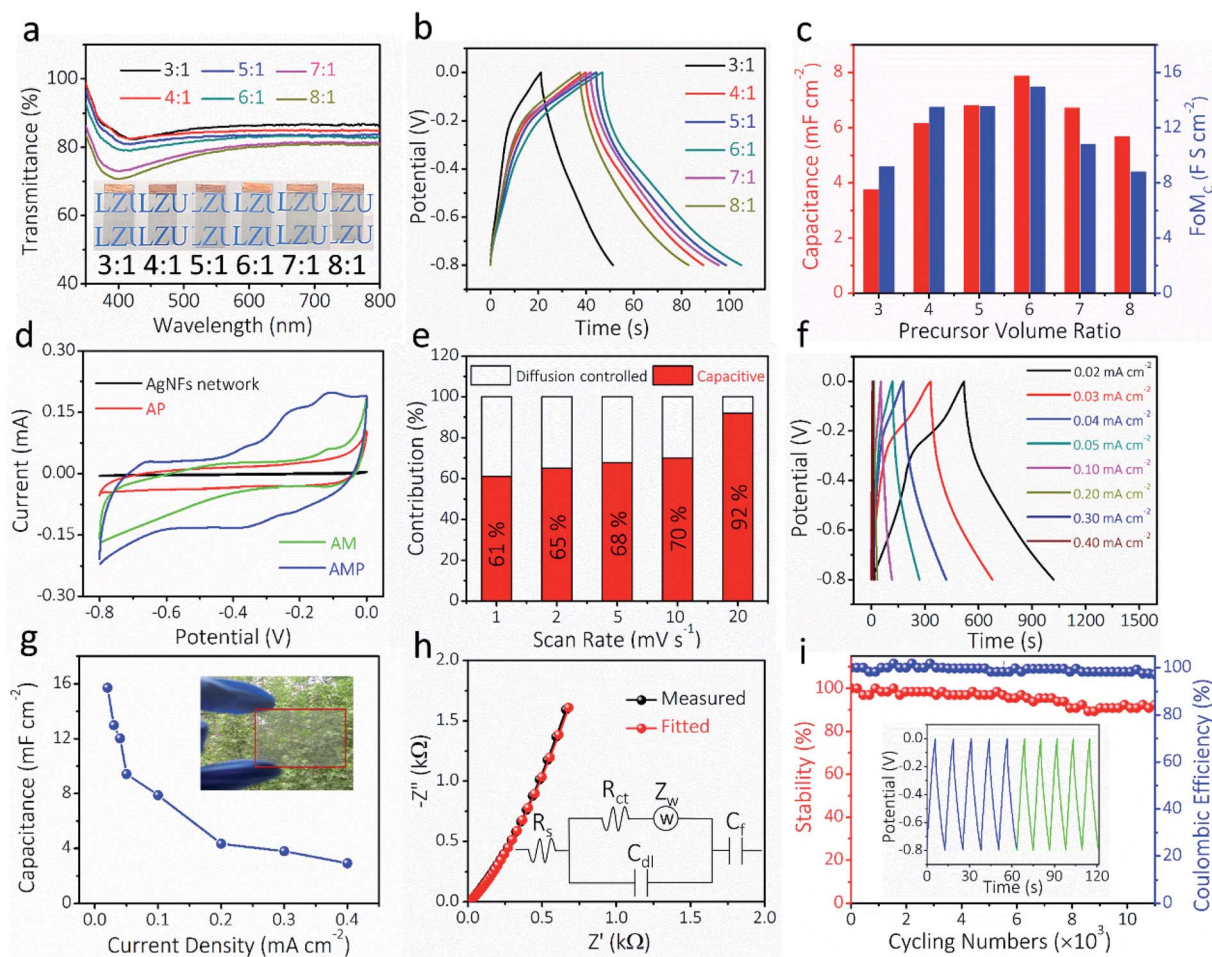 a
3:1 5:1 7:1
4:1 6:1 8:1
Transmittance (%)
100
80
60
40
LZU LZU LZU LZU LZU LZU
LZU LZU LZU LZU LZU LZU
3:1 4:1 5:1 6:1 7:1 8:1
400 500 600 700 800
Wavelength (nm)
b
Potential (V)
0.0
-0.2
-0.4
-0.6
-0.8
3:1
4:1
5:1
6:1
7:1
8:1
0 20 40 60 80 100
Time (s)
c
Capacitance (mF cm⁻²)
8
6
4
2
0
FoM_C (F S cm⁻²)
16
12
8
4
0
3 4 5 6 7 8
Precursor Volume Ratio
d
Current (mA)
0.30
0.15
0.00
-0.15
-0.30
AgNFs network
AP
AM
AMP
-0.8 -0.6 -0.4 -0.2 0.0
Potential (V)
e
Contribution (%)
120
100
80
60
40
20
0
Diffusion controlled Capacitive
61 % 65 % 68 % 70 % 92 %
1 2 5 10 20
Scan Rate (mV s⁻¹)
f
Potential (V)
0.0
-0.2
-0.4
-0.6
-0.8
0.02 mA cm⁻²
0.03 mA cm⁻²
0.04 mA cm⁻²
0.05 mA cm⁻²
0.10 mA cm⁻²
0.20 mA cm⁻²
0.30 mA cm⁻²
0.40 mA cm⁻²
0 300 600 900 1200 1500
Time (s)
g
Capacitance (mF cm⁻²)
16
12
8
4
0
0.0 0.1 0.2 0.3 0.4
Current Density (mA cm⁻²)
h
-Z'' (kΩ)
2.0
1.5
1.0
0.5
0.0
Measured
Fitted
R_s
R_ct
Z_w
W
C_dl
C_f
0.0 0.5 1.0 1.5 2.0
Z' (kΩ)
i
Stability (%)
100
80
60
40
20
0
Coulombic Efficiency (%)
100
80
60
40
20
0
Potential (V)
0.0
-0.2
-0.4
-0.6
-0.8
0 30 60 90 120
Time (s)
0 2 4 6 8 10
Cycling Numbers (×10³)